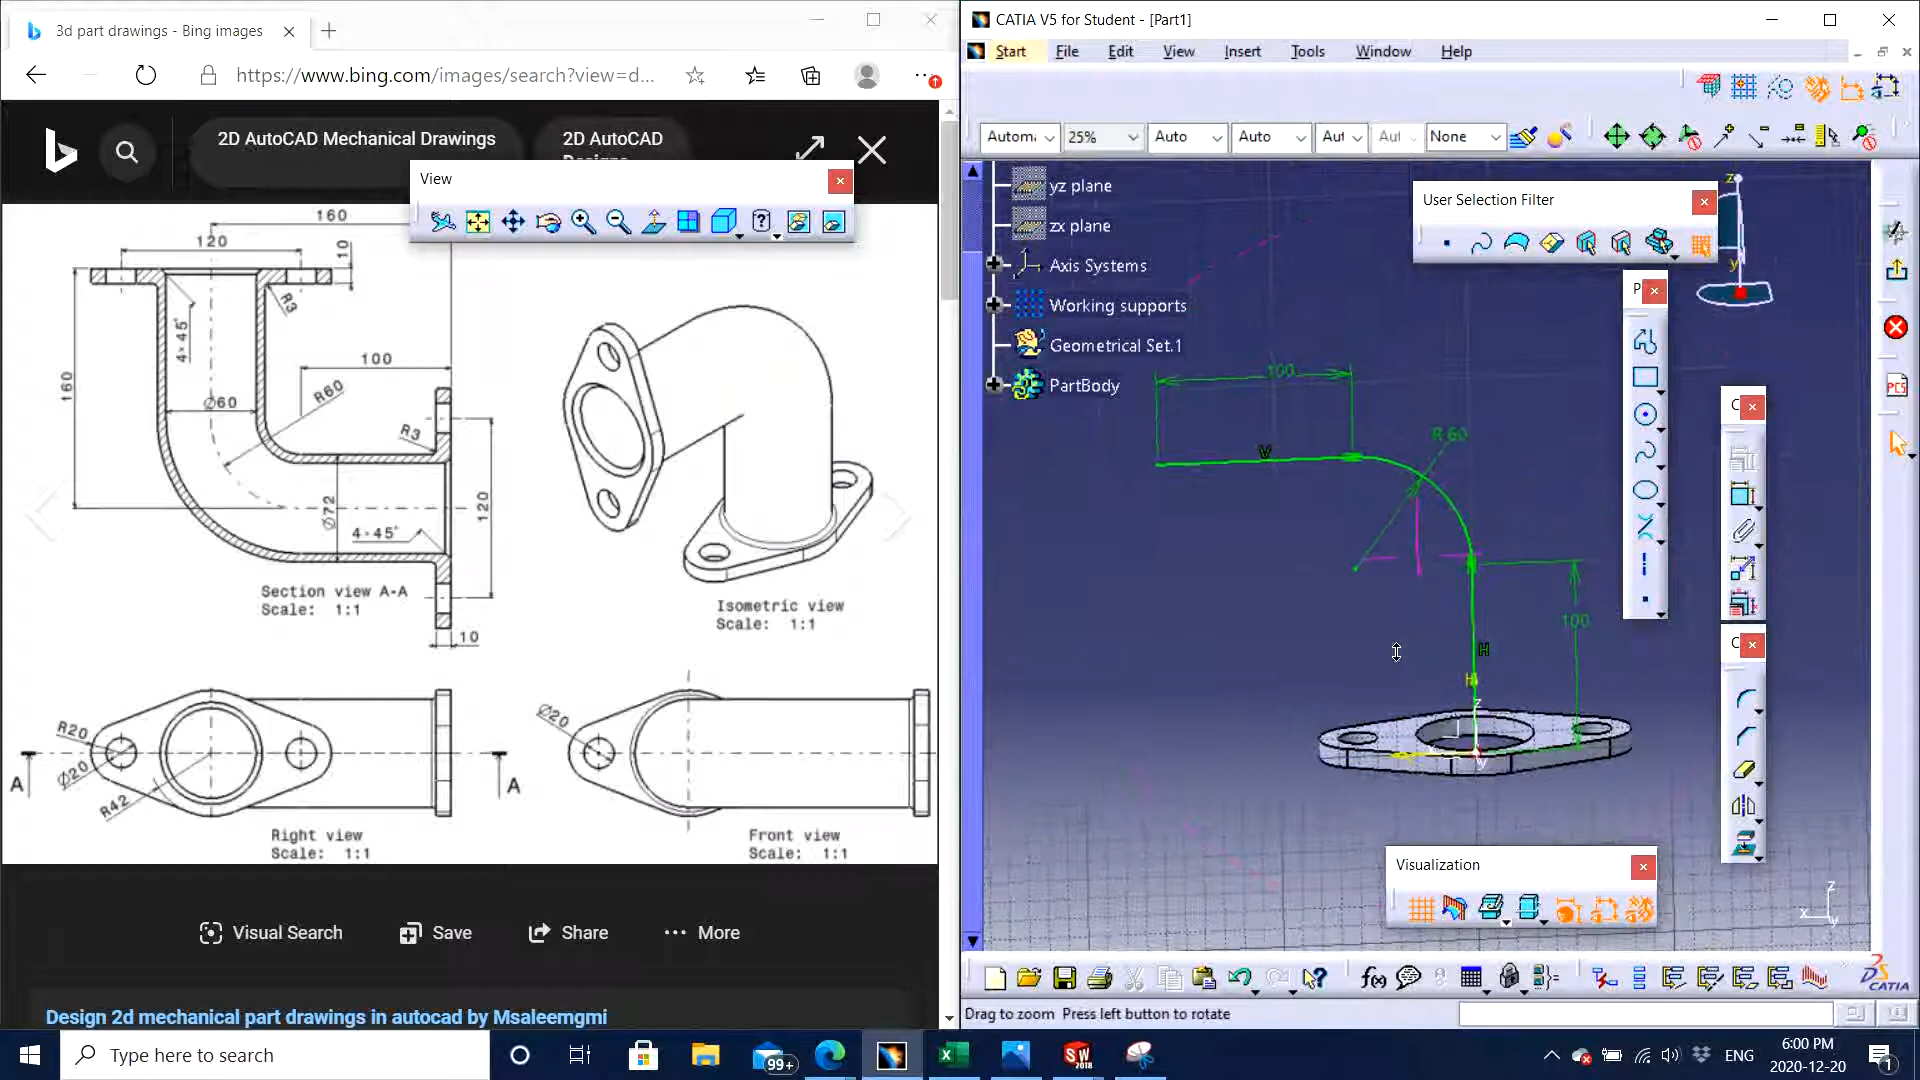 3d part drawings - Bing images
https://www.bing.com/images/search?view=d...
2D AutoCAD Mechanical Drawings
2D AutoCAD
View
160
120
10
R3
4×45°
100
160
R60
Ø60
R3
120
Ø72
4×45°
Section view A-A
Scale: 1:1
10
Isometric view
Scale: 1:1
R20
Ø20
Ø20
A
A
R42
Right view
Scale: 1:1
Front view
Scale: 1:1
Visual Search
Save
Share
More
Design 2d mechanical part drawings in autocad by Msaleemgmi
CATIA V5 for Student - [Part1]
Start File Edit View Insert Tools Window Help
Autom 25% Auto Auto Aut Aut None
yz plane
zx plane
Axis Systems
Working supports
Geometrical Set.1
PartBody
User Selection Filter
z
y
P
C
C
PCS
100
V
R 60
100
H
H
z
y
Visualization
z
x
y
f(x)
CATIA
Drag to zoom Press left button to rotate
Type here to search
99+
SW
2018
ENG
6:00 PM
2020-12-20
1